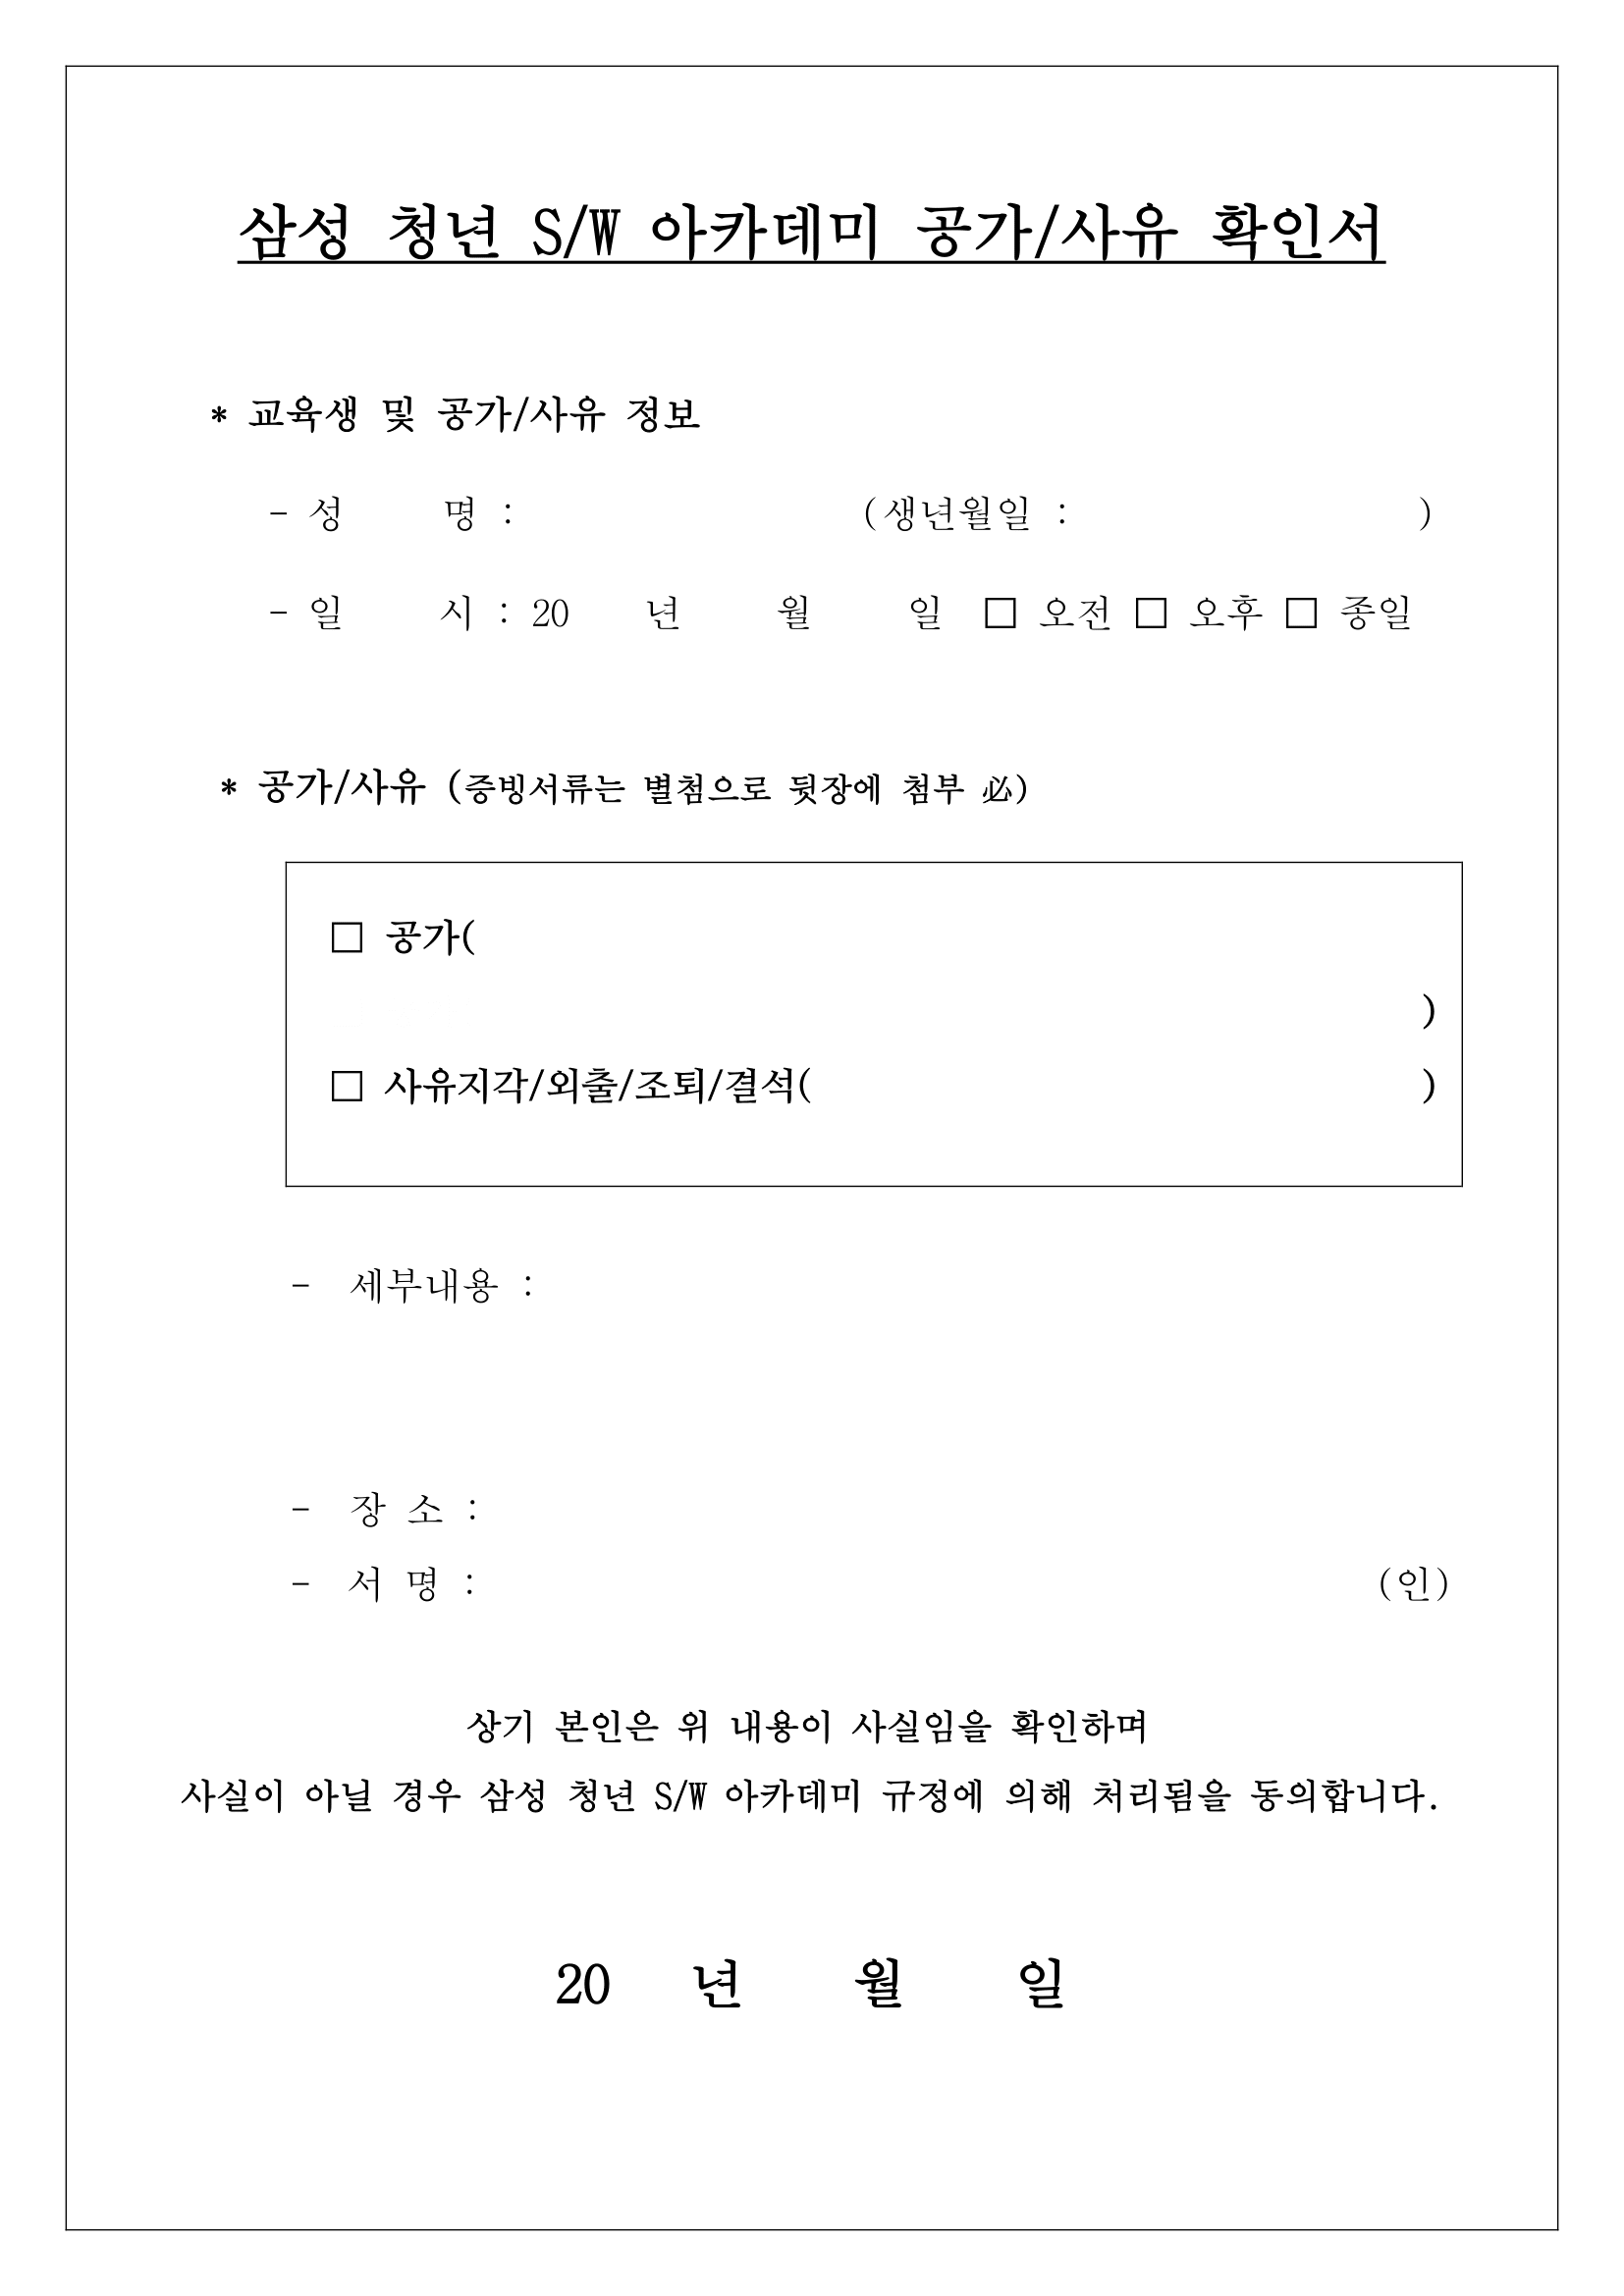 삼성 청년 S/W 아카데미 공가/사유 확인서
* 교육생 및 공가/사유 정보
- 성 명 : (생년월일 : )
- 일 시 : 20 년 월 일 □ 오전 □ 오후 □ 종일
* 공가/사유 (증빙서류는 별첨으로 뒷장에 첨부 必)
□ 공가(
)
□ 사유지각/외출/조퇴/결석( )
- 세부내용 :
- 장 소 :
- 서 명 : (인)
상기 본인은 위 내용이 사실임을 확인하며
사실이 아닐 경우 삼성 청년 S/W 아카데미 규정에 의해 처리됨을 동의합니다.
20 년 월 일